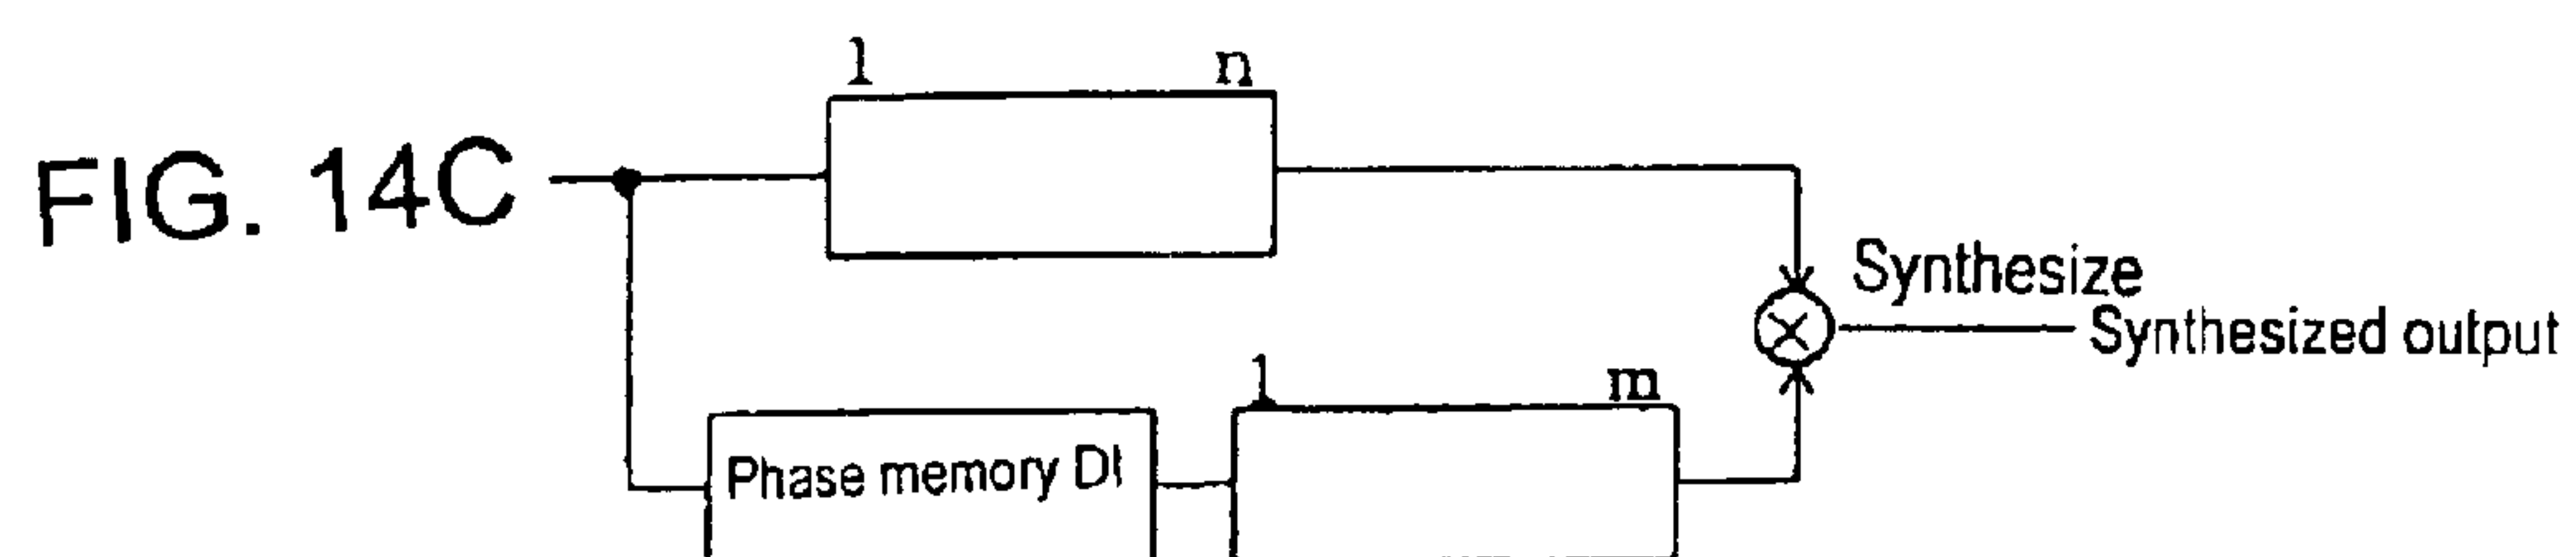 1 n
FIG. 14C
Synthesize
Synthesized output
1 m
Phase memory DI